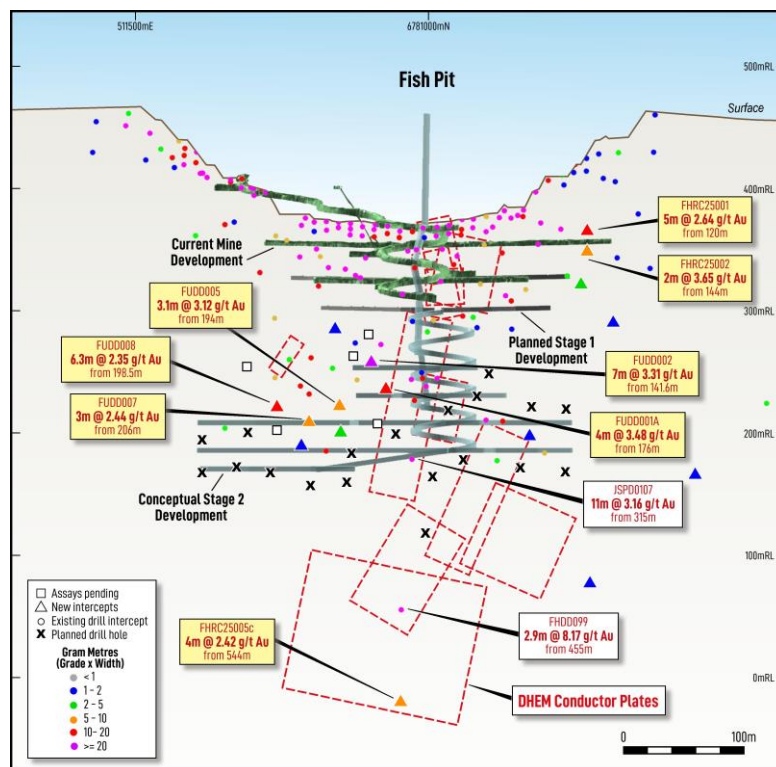 511500mE
6781000mN
Fish Pit
500mRL
Surface
400mRL
FHRC25001
5m @ 2.64 g/t Au
from 120m
Current Mine
Development
FHRC25002
2m @ 3.65 g/t Au
from 144m
FUDD005
3.1m @ 3.12 g/t Au
from 194m
300mRL
Planned Stage 1
Development
FUDD008
6.3m @ 2.35 g/t Au
from 198.5m
FUDD002
7m @ 3.31 g/t Au
from 141.6m
FUDD007
3m @ 2.44 g/t Au
from 206m
FUDD001A
4m @ 3.48 g/t Au
from 176m
200mRL
Conceptual Stage 2
Development
JSPD0107
11m @ 3.16 g/t Au
from 315m
100mRL
Assays pending
New intercepts
Existing drill intercept
X Planned drill hole
Gram Metres
(Grade x Width)
< 1
1 - 2
2 - 5
5 - 10
10- 20
>= 20
FHRC25005c
4m @ 2.42 g/t Au
from 544m
FHDD099
2.9m @ 8.17 g/t Au
from 455m
0mRL
DHEM Conductor Plates
0
100m